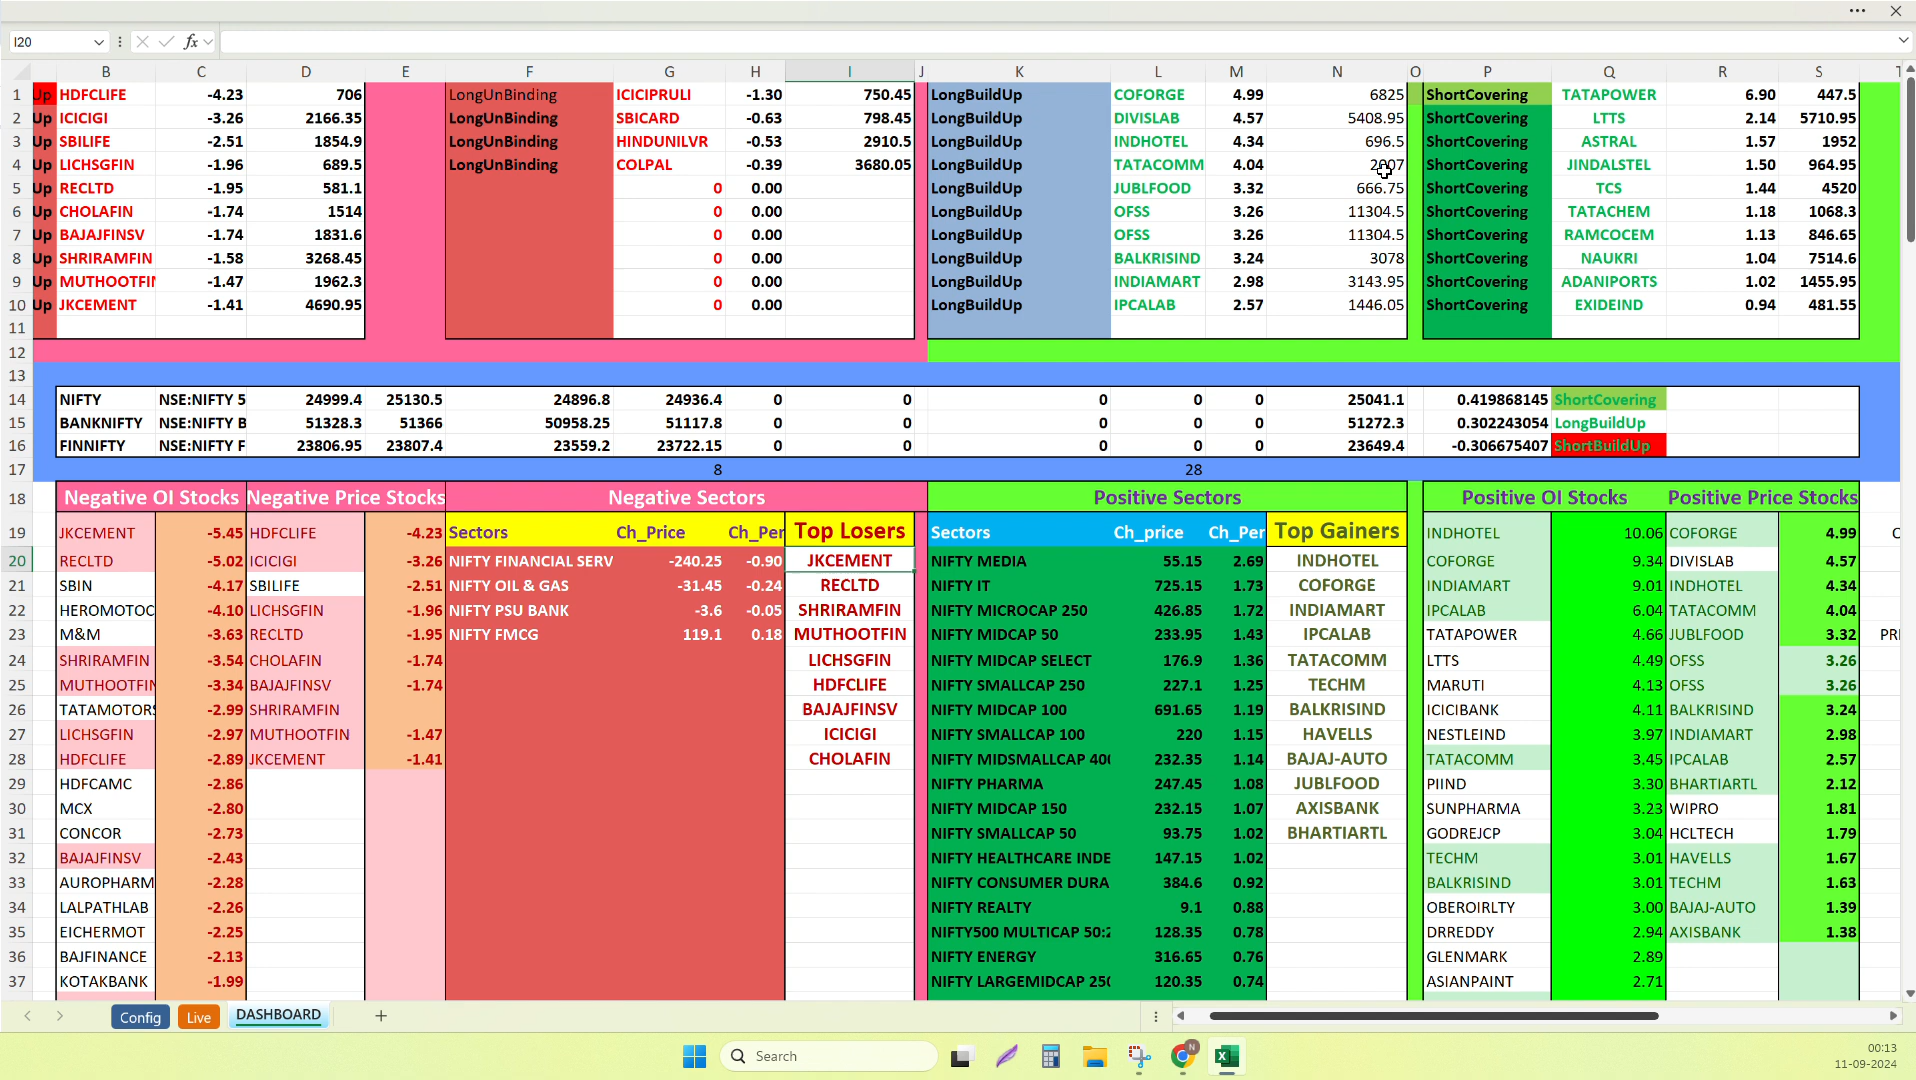 I20 fx
B C D E F G H I J K L M N O P Q R S T
1 Up HDFCLIFE -4.23 706 LongUnBinding ICICIPRULI -1.30 750.45 LongBuildUp COFORGE 4.99 6825 ShortCovering TATAPOWER 6.90 447.5
2 Up ICICIGI -3.26 2166.35 LongUnBinding SBICARD -0.63 798.45 LongBuildUp DIVISLAB 4.57 5408.95 ShortCovering LTTS 2.14 5710.95
3 Up SBILIFE -2.51 1854.9 LongUnBinding HINDUNILVR -0.53 2910.5 LongBuildUp INDHOTEL 4.34 696.5 ShortCovering ASTRAL 1.57 1952
4 Up LICHSGFIN -1.96 689.5 LongUnBinding COLPAL -0.39 3680.05 LongBuildUp TATACOMM 4.04 ShortCovering JINDALSTEL 1.50 964.95
5 Up RECLTD -1.95 581.1 0 0.00 LongBuildUp JUBLFOOD 3.32 666.75 ShortCovering TCS 1.44 4520
6 Up CHOLAFIN -1.74 1514 0 0.00 LongBuildUp OFSS 3.26 11304.5 ShortCovering TATACHEM 1.18 1068.3
7 Up BAJAJFINSV -1.74 1831.6 0 0.00 LongBuildUp OFSS 3.26 11304.5 ShortCovering RAMCOCEM 1.13 846.65
8 Up SHRIRAMFIN -1.58 3268.45 0 0.00 LongBuildUp BALKRISIND 3.24 3078 ShortCovering NAUKRI 1.04 7514.6
9 Up MUTHOOTFIN -1.47 1962.3 0 0.00 LongBuildUp INDIAMART 2.98 3143.95 ShortCovering ADANIPORTS 1.02 1455.95
10 Up JKCEMENT -1.41 4690.95 0 0.00 LongBuildUp IPCALAB 2.57 1446.05 ShortCovering EXIDEIND 0.94 481.55
11
12
13
14 NIFTY NSE:NIFTY 5 24999.4 25130.5 24896.8 24936.4 0 0 0 0 0 25041.1 0.419868145 ShortCovering
15 BANKNIFTY NSE:NIFTY B 51328.3 51366 50958.25 51117.8 0 0 0 0 0 51272.3 0.302243054 LongBuildUp
16 FINNIFTY NSE:NIFTY F 23806.95 23807.4 23559.2 23722.15 0 0 0 0 0 23649.4 -0.306675407 ShortBuildUp
17 8 28
18 Negative OI Stocks Negative Price Stocks Negative Sectors Positive Sectors Positive OI Stocks Positive Price Stocks
19 JKCEMENT -5.45 HDFCLIFE -4.23 Sectors Ch_Price Ch_Per Top Losers Sectors Ch_price Ch_Per Top Gainers INDHOTEL 10.06 COFORGE 4.99 C
20 RECLTD -5.02 ICICIGI -3.26 NIFTY FINANCIAL SERV -240.25 -0.90 JKCEMENT NIFTY MEDIA 55.15 2.69 INDHOTEL COFORGE 9.34 DIVISLAB 4.57
21 SBIN -4.17 SBILIFE -2.51 NIFTY OIL & GAS -31.45 -0.24 RECLTD NIFTY IT 725.15 1.73 COFORGE INDIAMART 9.01 INDHOTEL 4.34
22 HEROMOTOC -4.10 LICHSGFIN -1.96 NIFTY PSU BANK -3.6 -0.05 SHRIRAMFIN NIFTY MICROCAP 250 426.85 1.72 INDIAMART IPCALAB 6.04 TATACOMM 4.04
23 M&M -3.63 RECLTD -1.95 NIFTY FMCG 119.1 0.18 MUTHOOTFIN NIFTY MIDCAP 50 233.95 1.43 IPCALAB TATAPOWER 4.66 JUBLFOOD 3.32 PRI
24 SHRIRAMFIN -3.54 CHOLAFIN -1.74 LICHSGFIN NIFTY MIDCAP SELECT 176.9 1.36 TATACOMM LTTS 4.49 OFSS 3.26
25 MUTHOOTFIN -3.34 BAJAJFINSV -1.74 HDFCLIFE NIFTY SMALLCAP 250 227.1 1.25 TECHM MARUTI 4.13 OFSS 3.26
26 TATAMOTORS -2.99 SHRIRAMFIN BAJAJFINSV NIFTY MIDCAP 100 691.65 1.19 BALKRISIND ICICIBANK 4.11 BALKRISIND 3.24
27 LICHSGFIN -2.97 MUTHOOTFIN -1.47 ICICIGI NIFTY SMALLCAP 100 220 1.15 HAVELLS NESTLEIND 3.97 INDIAMART 2.98
28 HDFCLIFE -2.89 JKCEMENT -1.41 CHOLAFIN NIFTY MIDSMALLCAP 400 232.35 1.14 BAJAJ-AUTO TATACOMM 3.45 IPCALAB 2.57
29 HDFCAMC -2.86 NIFTY PHARMA 247.45 1.08 JUBLFOOD PIIND 3.30 BHARTIARTL 2.12
30 MCX -2.80 NIFTY MIDCAP 150 232.15 1.07 AXISBANK SUNPHARMA 3.23 WIPRO 1.81
31 CONCOR -2.73 NIFTY SMALLCAP 50 93.75 1.02 BHARTIARTL GODREJCP 3.04 HCLTECH 1.79
32 BAJAJFINSV -2.43 NIFTY HEALTHCARE INDE 147.15 1.02 TECHM 3.01 HAVELLS 1.67
33 AUROPHARM -2.28 NIFTY CONSUMER DURA 384.6 0.92 BALKRISIND 3.01 TECHM 1.63
34 LALPATHLAB -2.26 NIFTY REALTY 9.1 0.88 OBEROIRLTY 3.00 BAJAJ-AUTO 1.39
35 EICHERMOT -2.25 NIFTY500 MULTICAP 50:2 128.35 0.78 DRREDDY 2.94 AXISBANK 1.38
36 BAJFINANCE -2.13 NIFTY ENERGY 316.65 0.76 GLENMARK 2.89
37 KOTAKBANK -1.99 NIFTY LARGEMIDCAP 250 120.35 0.74 ASIANPAINT 2.71
Config Live DASHBOARD
Search
N
00:13
11-09-2024